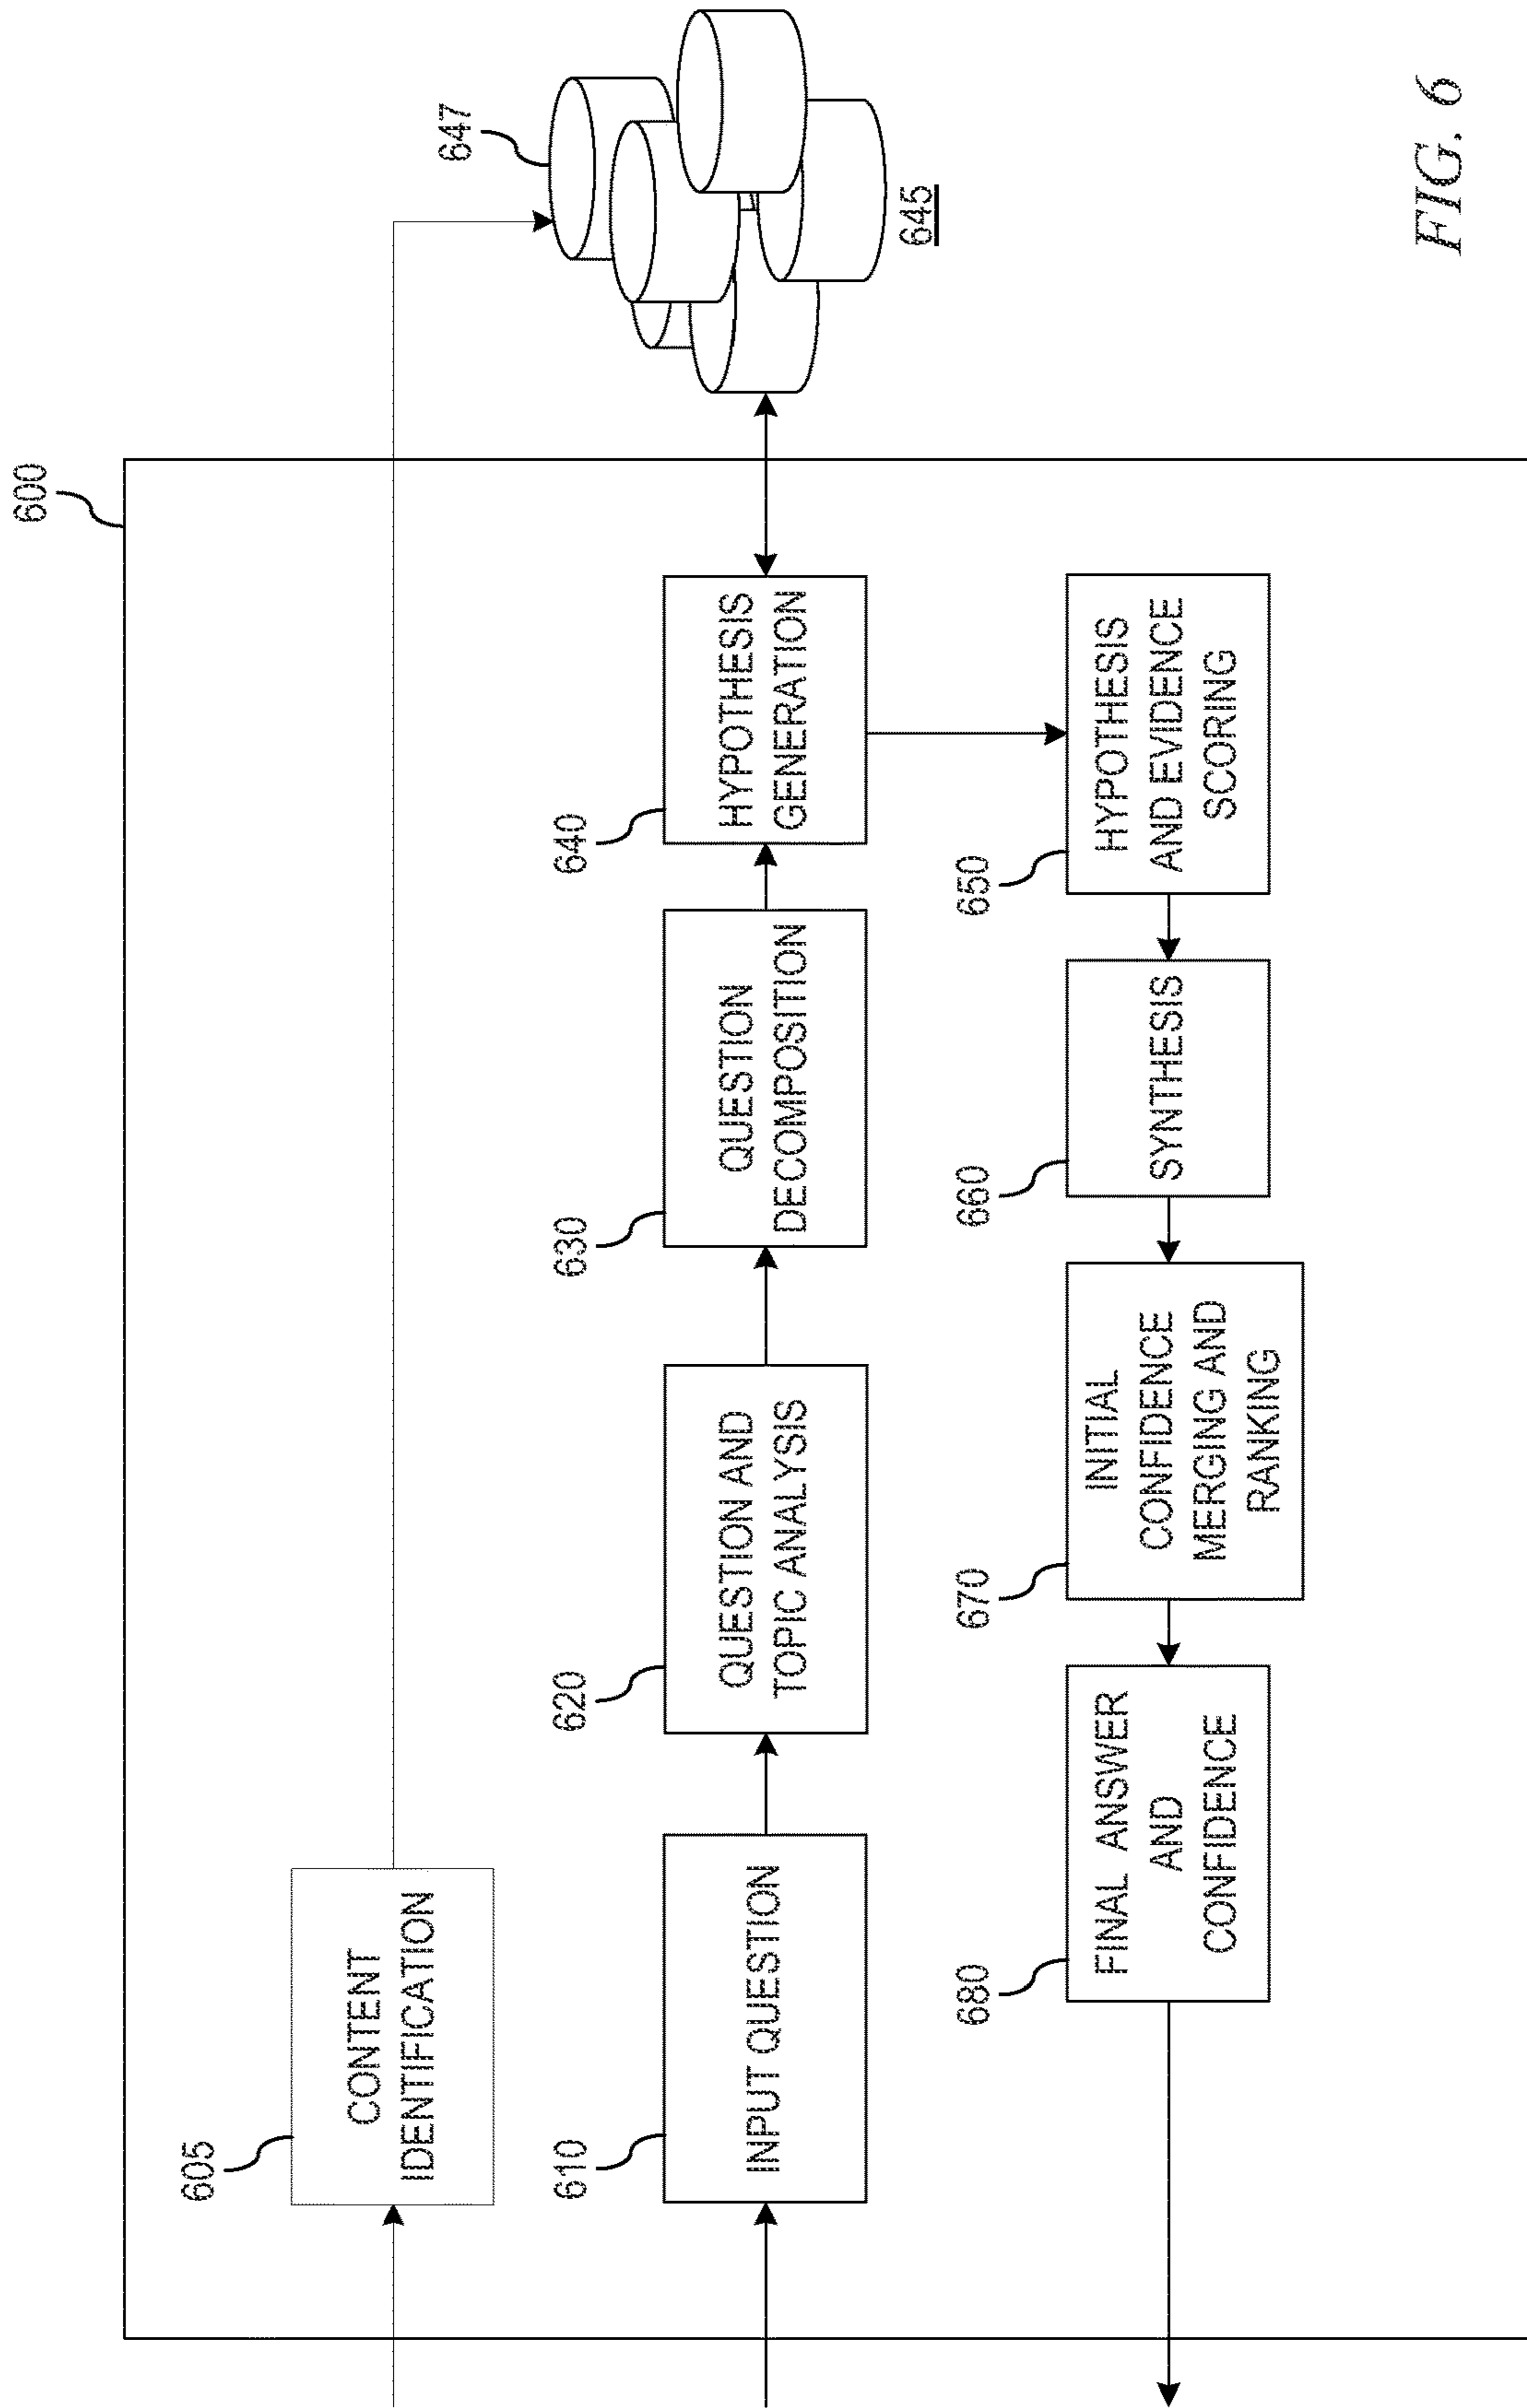 600
605
CONTENT
IDENTIFICATION
647
645
610
INPUT QUESTION
620
QUESTION AND
TOPIC ANALYSIS
630
QUESTION
DECOMPOSITION
640
HYPOTHESIS
GENERATION
680
FINAL ANSWER
AND
CONFIDENCE
670
INITIAL
CONFIDENCE
MERGING AND
RANKING
660
SYNTHESIS
650
HYPOTHESIS
AND EVIDENCE
SCORING
FIG. 6